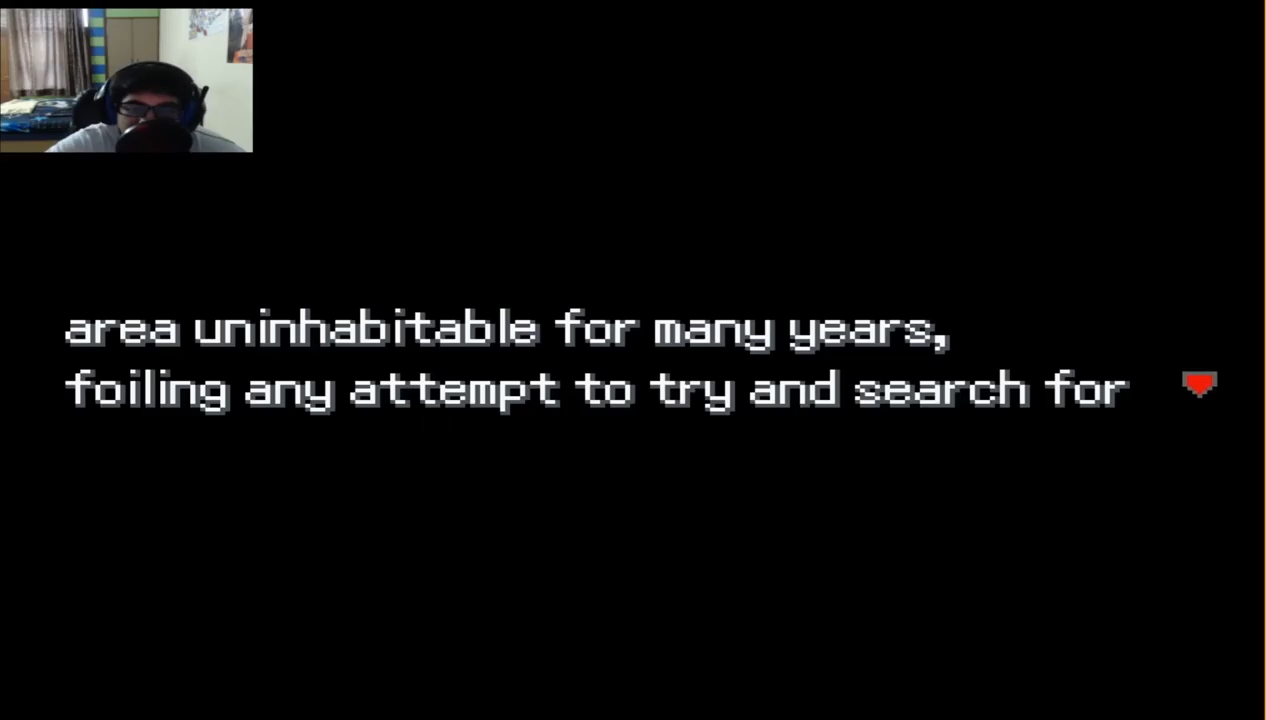 area uninhabitable for many years,
foiling any attempt to try and search for